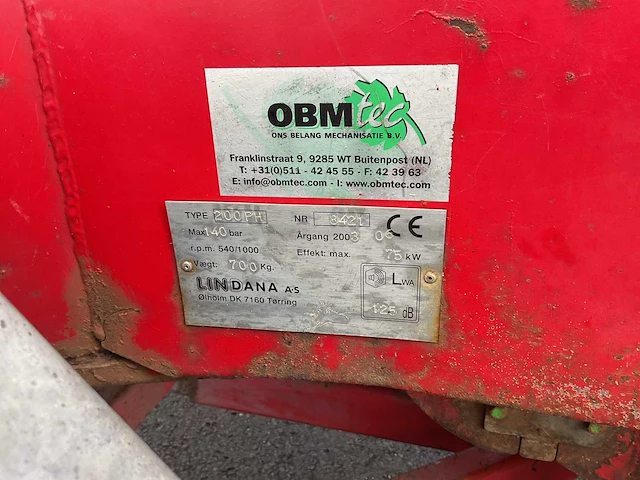 OBMtec
ONS BELANG MECHANISATIE B.V.
Franklinstraat 9, 9285 WT Buitenpost (NL)
T: +31(0)511 - 42 45 55 - F: 42 39 63
E: info@obmtec.com - I: www.obmtec.com
TYPE 200PH NR 8421 CE
Max 140 bar Årgang 2003 06
r.p.m. 540/1000 Effekt: max. 75 kW
Vægt: 700 Kg.
LINDANA A/S LWA
Ølholm DK 7160 Tørring
125 dB